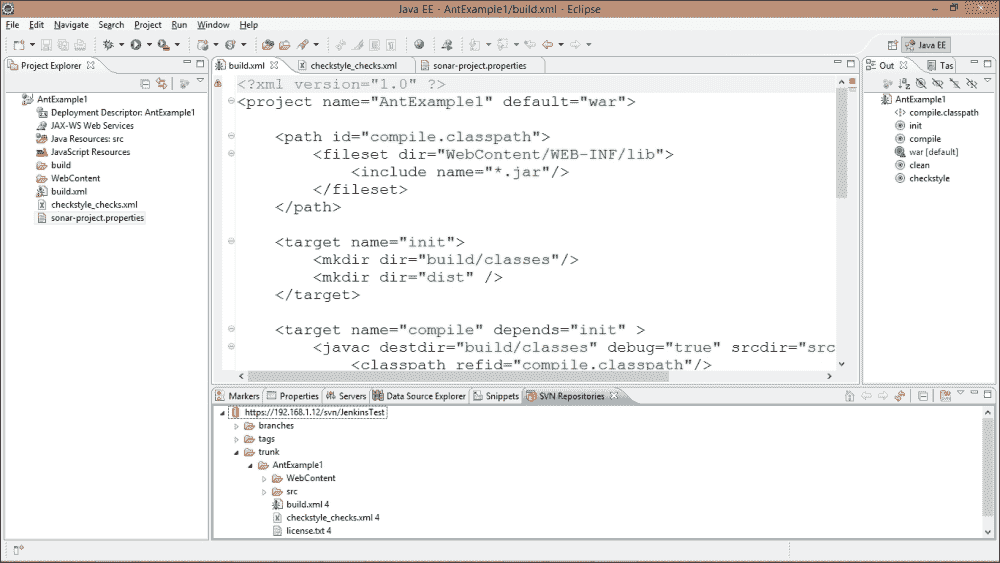 Java EE - AntExample1/build.xml - Eclipse
File Edit Navigate Search Project Run Window Help
Java EE
Project Explorer
AntExample1
Deployment Descriptor: AntExample1
JAX-WS Web Services
Java Resources: src
JavaScript Resources
build
WebContent
build.xml
checkstyle_checks.xml
sonar-project.properties
build.xml checkstyle_checks.xml sonar-project.properties
<?xml version="1.0" ?>
<project name="AntExample1" default="war">
<path id="compile.classpath">
<fileset dir="WebContent/WEB-INF/lib">
<include name="*.jar"/>
</fileset>
</path>
<target name="init">
<mkdir dir="build/classes"/>
<mkdir dir="dist" />
</target>
<target name="compile" depends="init" >
<javac destdir="build/classes" debug="true" srcdir="src
<classpath refid="compile.classpath"/>
Out Tas
AntExample1
compile.classpath
init
compile
war [default]
clean
checkstyle
Markers Properties Servers Data Source Explorer Snippets SVN Repositories
https://192.168.1.12/svn/JenkinsTest
branches
tags
trunk
AntExample1
WebContent
src
build.xml 4
checkstyle_checks.xml 4
license.txt 4